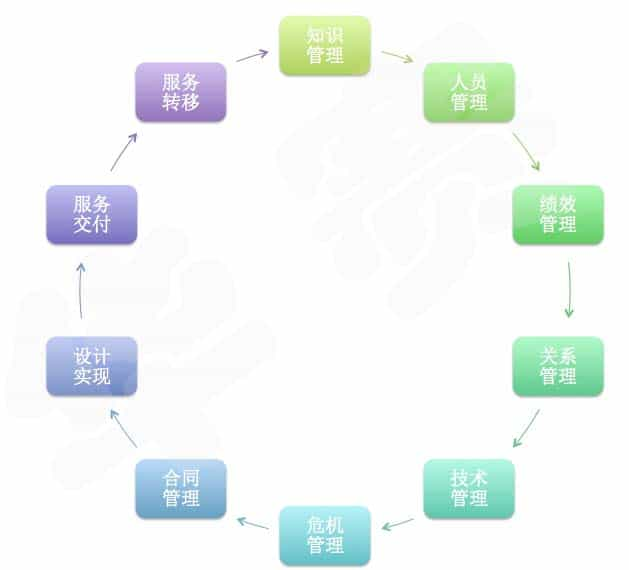 知识
管理
人员
管理
绩效
管理
关系
管理
技术
管理
危机
管理
合同
管理
设计
实现
服务
交付
服务
转移